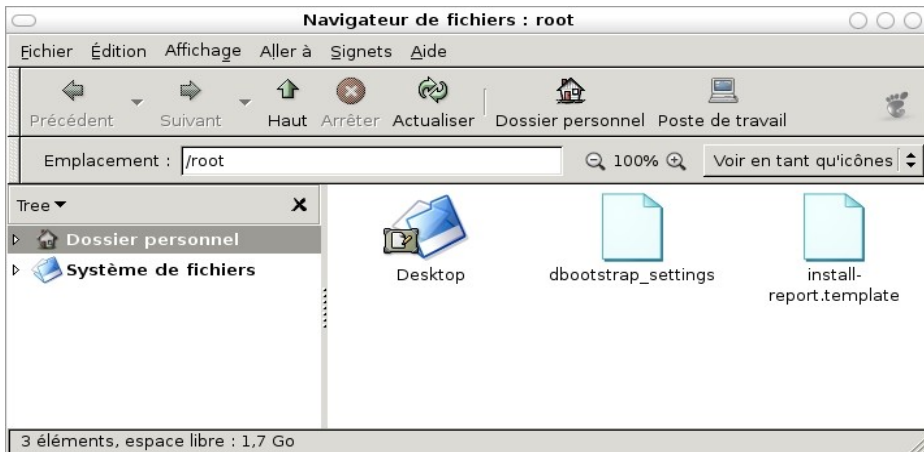 Navigateur de fichiers : root
Fichier Édition Affichage Aller à Signets Aide
Précédent Suivant Haut Arrêter Actualiser Dossier personnel Poste de travail
Emplacement : /root 100% Voir en tant qu'icônes
Tree
Dossier personnel
Système de fichiers
Desktop
dbootstrap_settings
install-
report.template
3 éléments, espace libre : 1,7 Go